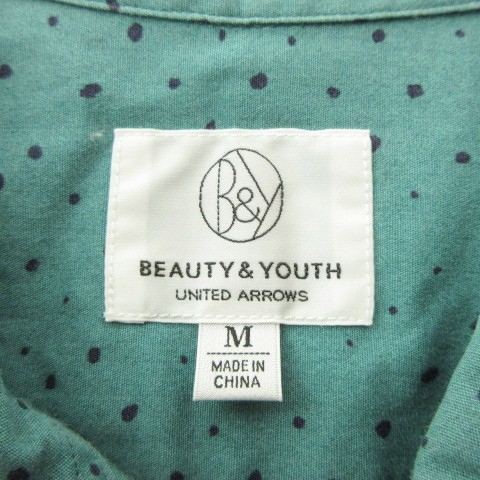 B&Y
BEAUTY & YOUTH
UNITED ARROWS
M
MADE IN
CHINA